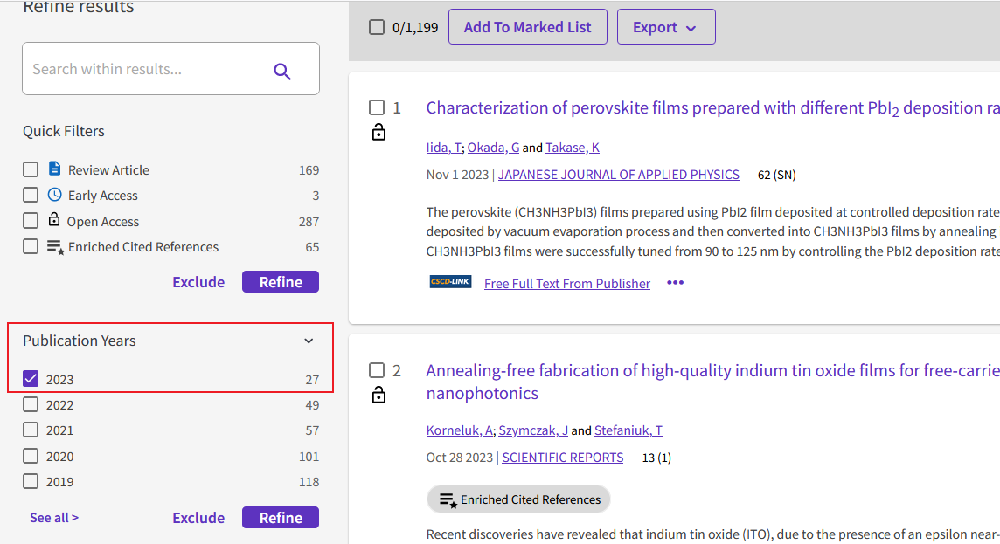 Refine results
Search within results...
Quick Filters
Review Article 169
Early Access 3
Open Access 287
Enriched Cited References 65
Exclude Refine
Publication Years
2023 27
2022 49
2021 57
2020 101
2019 118
See all > Exclude Refine
0/1,199 Add To Marked List Export
1 Characterization of perovskite films prepared with different PbI2 deposition ra
Iida, T; Okada, G and Takase, K
Nov 1 2023 | JAPANESE JOURNAL OF APPLIED PHYSICS 62 (SN)
The perovskite (CH3NH3PbI3) films prepared using PbI2 film deposited at controlled deposition rate
deposited by vacuum evaporation process and then converted into CH3NH3PbI3 films by annealing
CH3NH3PbI3 films were successfully tuned from 90 to 125 nm by controlling the PbI2 deposition rate
CSCD-LINK Free Full Text From Publisher •••
2 Annealing-free fabrication of high-quality indium tin oxide films for free-carrie
nanophotonics
Korneluk, A; Szymczak, J and Stefaniuk, T
Oct 28 2023 | SCIENTIFIC REPORTS 13 (1)
Enriched Cited References
Recent discoveries have revealed that indium tin oxide (ITO), due to the presence of an epsilon near-